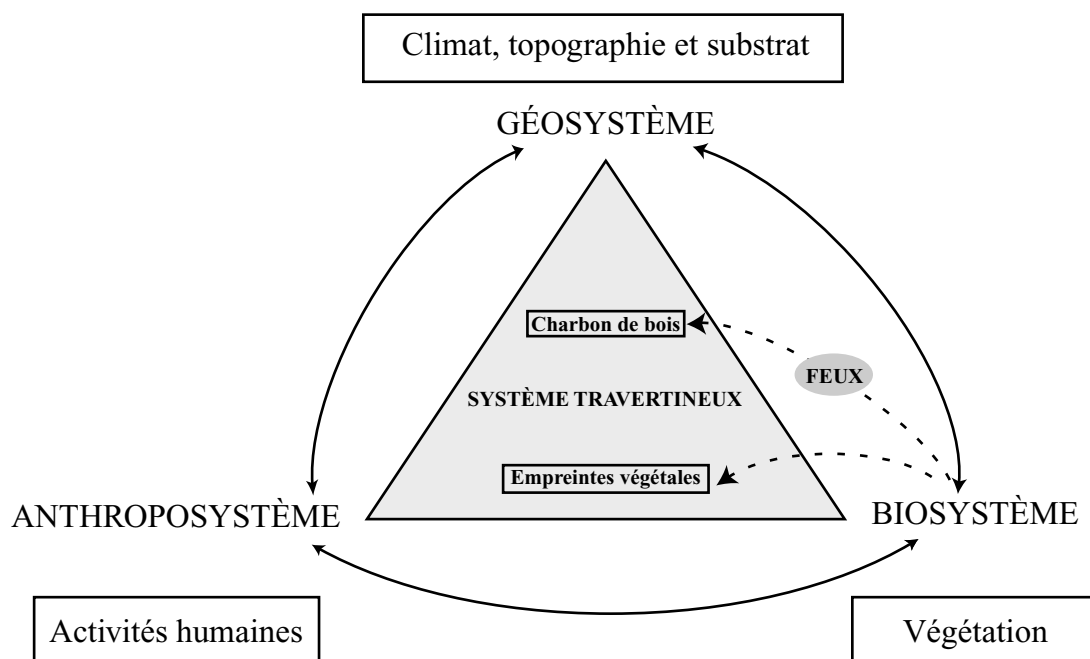 Climat, topographie et substrat
GÉOSYSTÈME
Charbon de bois
FEUX
SYSTÈME TRAVERTINEUX
Empreintes végétales
ANTHROPOSYSTÈME
BIOSYSTÈME
Activités humaines
Végétation